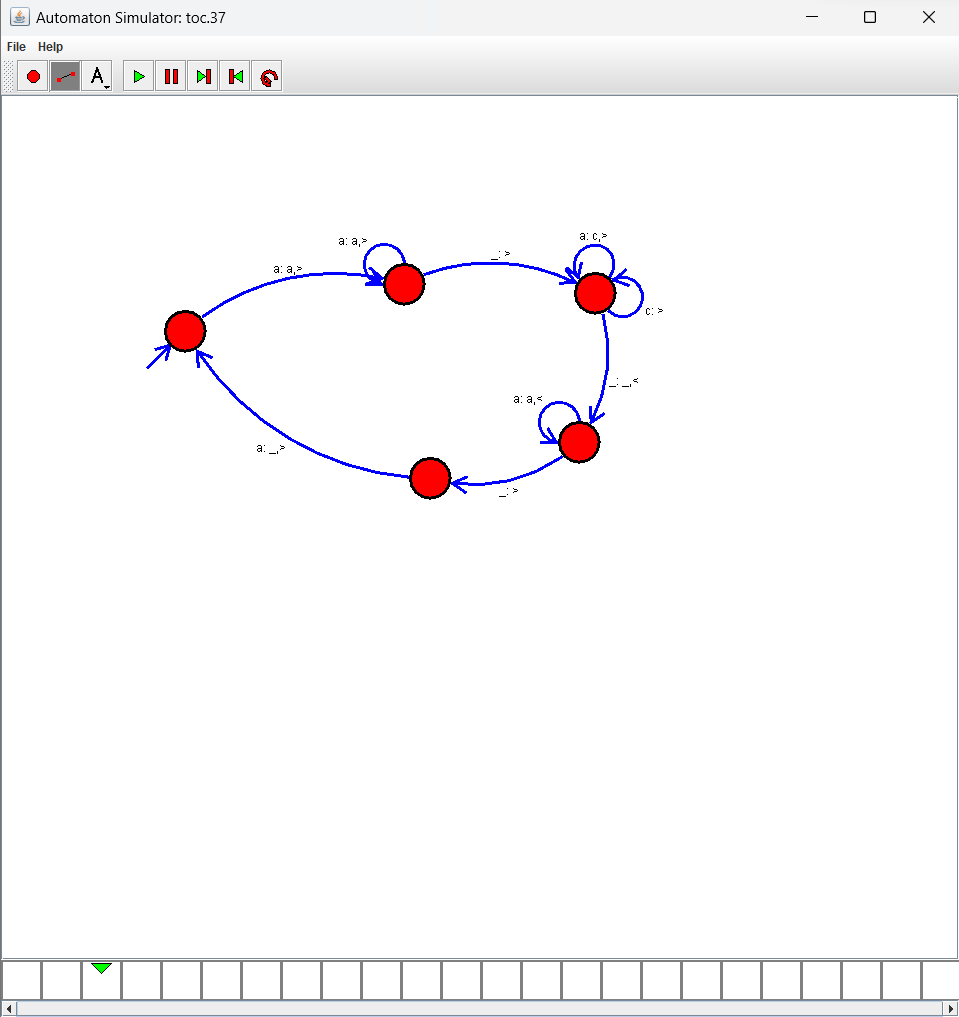 Automaton Simulator: toc.37
File Help
A
a: c,>
a: a,>
_: >
a: a,>
c: >
_: _,<
a: a,<
a: _,>
_: >